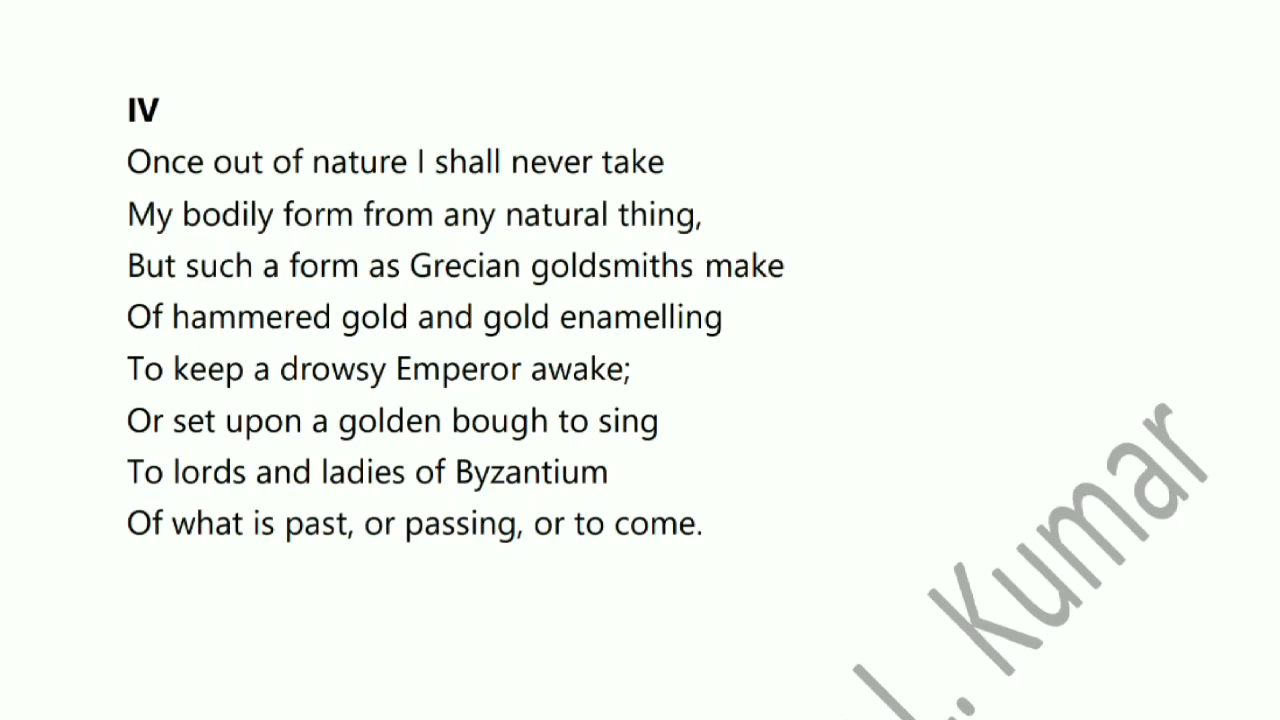 IV
Once out of nature I shall never take
My bodily form from any natural thing,
But such a form as Grecian goldsmiths make
Of hammered gold and gold enamelling
To keep a drowsy Emperor awake;
Or set upon a golden bough to sing
To lords and ladies of Byzantium
Of what is past, or passing, or to come.
L. Kumar